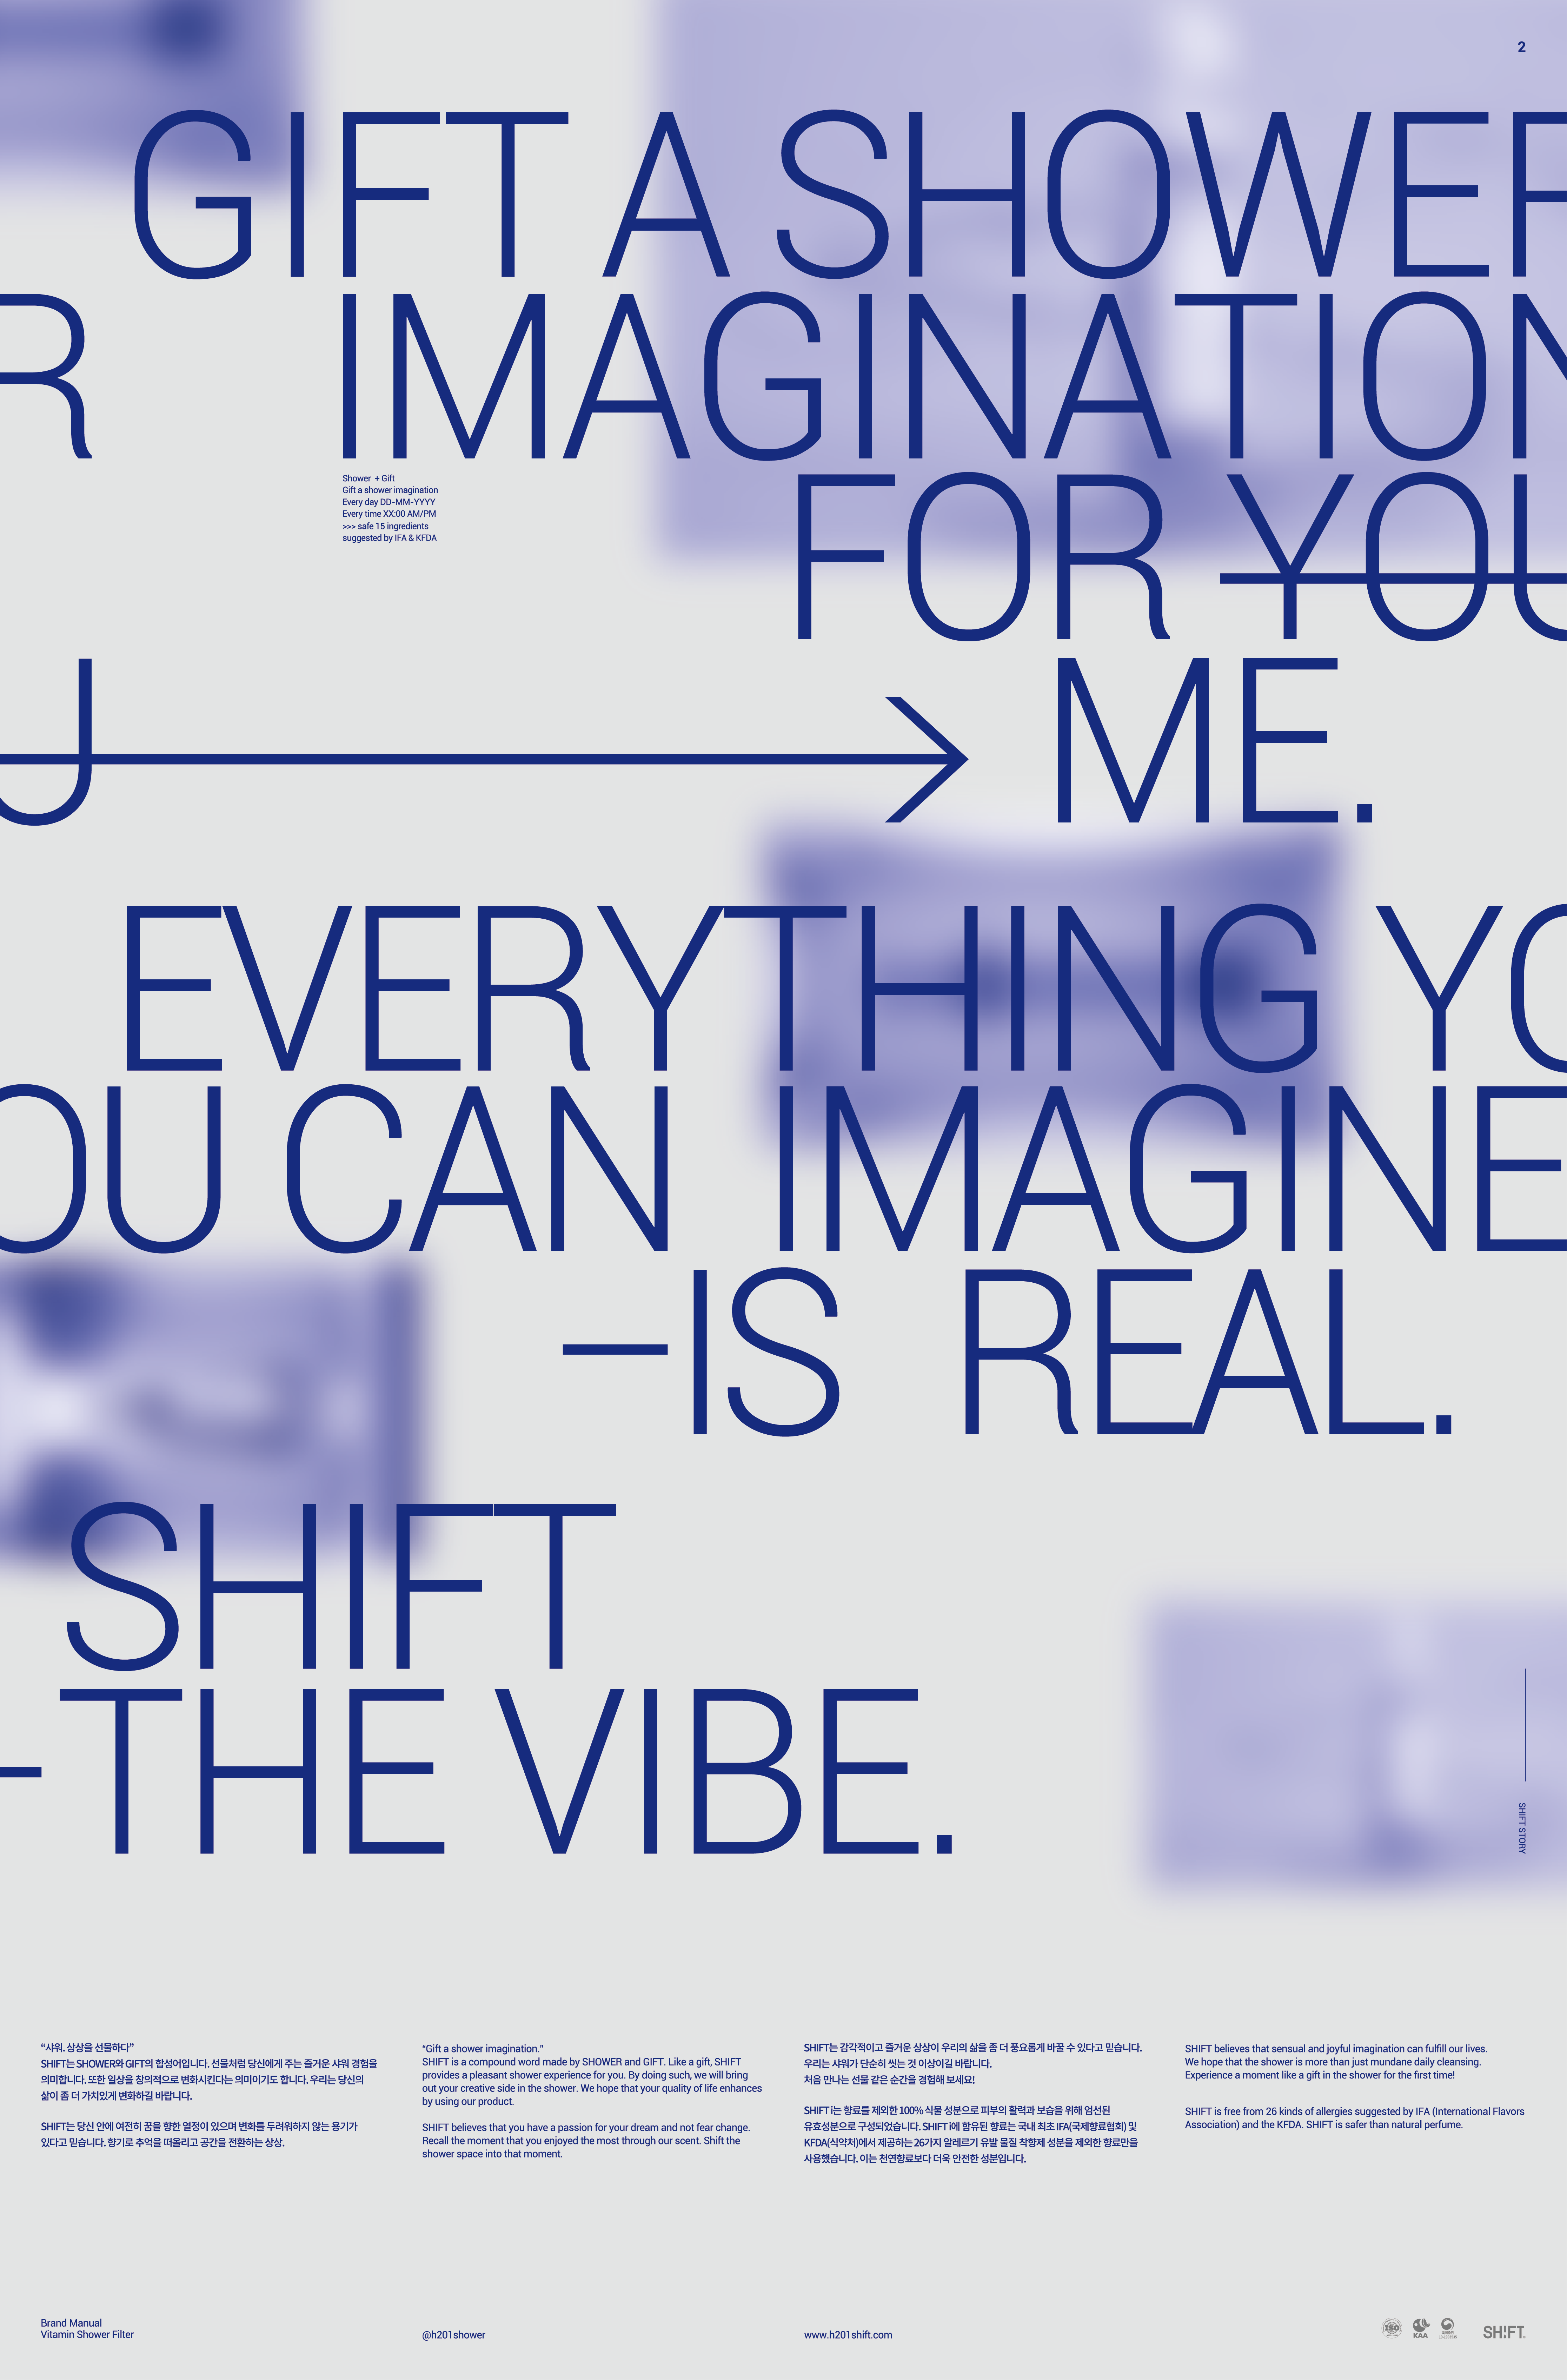 2
GIFT A SHOWER
R IMAGINATION
Shower + Gift
Gift a shower imagination
Every day DD-MM-YYYY
Every time XX:00 AM/PM
>>> safe 15 ingredients
suggested by IFA & KFDA
FOR YOU
U → ME.
EVERYTHING YO
OU CAN IMAGINE
—IS REAL.
SHIFT
-THE VIBE.
SHIFT STORY
“샤워. 상상을 선물하다”
SHIFT는 SHOWER와 GIFT의 합성어입니다. 선물처럼 당신에게 주는 즐거운 샤워 경험을
의미합니다. 또한 일상을 창의적으로 변화시킨다는 의미이기도 합니다. 우리는 당신의
삶이 좀 더 가치있게 변화하길 바랍니다.
SHIFT는 당신 안에 여전히 꿈을 향한 열정이 있으며 변화를 두려워하지 않는 용기가
있다고 믿습니다. 향기로 추억을 떠올리고 공간을 전환하는 상상.
“Gift a shower imagination.”
SHIFT is a compound word made by SHOWER and GIFT. Like a gift, SHIFT
provides a pleasant shower experience for you. By doing such, we will bring
out your creative side in the shower. We hope that your quality of life enhances
by using our product.
SHIFT believes that you have a passion for your dream and not fear change.
Recall the moment that you enjoyed the most through our scent. Shift the
shower space into that moment.
SHIFT는 감각적이고 즐거운 상상이 우리의 삶을 좀 더 풍요롭게 바꿀 수 있다고 믿습니다.
우리는 샤워가 단순히 씻는 것 이상이길 바랍니다.
처음 만나는 선물 같은 순간을 경험해 보세요!
SHIFT i는 향료를 제외한 100% 식물 성분으로 피부의 활력과 보습을 위해 엄선된
유효성분으로 구성되었습니다. SHIFT i에 함유된 향료는 국내 최초 IFA(국제향료협회) 및
KFDA(식약처)에서 제공하는 26가지 알레르기 유발 물질 착향제 성분을 제외한 향료만을
사용했습니다. 이는 천연향료보다 더욱 안전한 성분입니다.
SHIFT believes that sensual and joyful imagination can fulfill our lives.
We hope that the shower is more than just mundane daily cleansing.
Experience a moment like a gift in the shower for the first time!
SHIFT is free from 26 kinds of allergies suggested by IFA (International Flavors
Association) and the KFDA. SHIFT is safer than natural perfume.
Brand Manual
Vitamin Shower Filter
@h201shower
www.h201shift.com
ISO
KAA
SH!FT